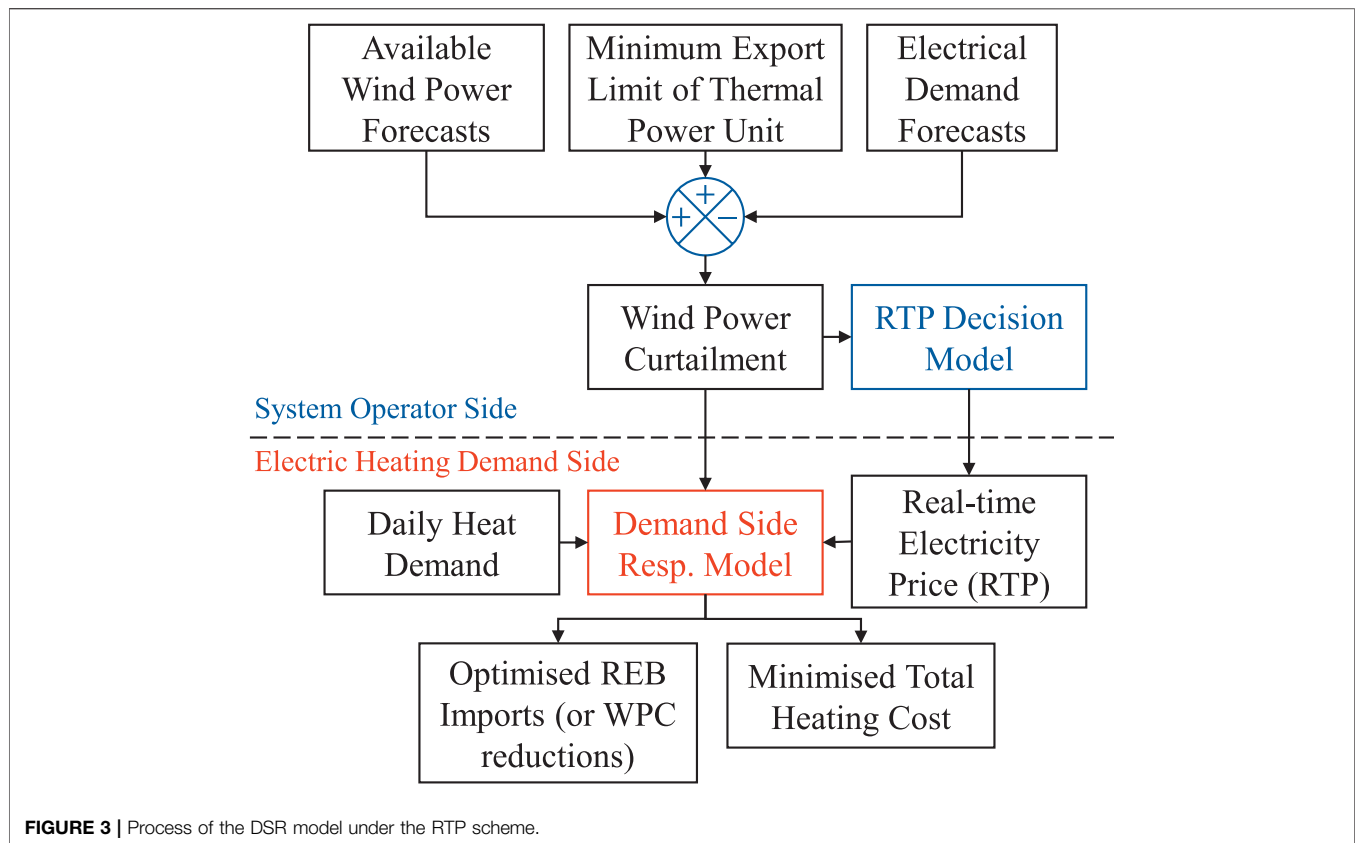 Available
Wind Power
Forecasts
Minimum Export
Limit of Thermal
Power Unit
Electrical
Demand
Forecasts
+
+
−
Wind Power
Curtailment
RTP Decision
Model
System Operator Side
Electric Heating Demand Side
Daily Heat
Demand
Demand Side
Resp. Model
Real-time
Electricity
Price (RTP)
Optimised REB
Imports (or WPC
reductions)
Minimised Total
Heating Cost
FIGURE 3 | Process of the DSR model under the RTP scheme.